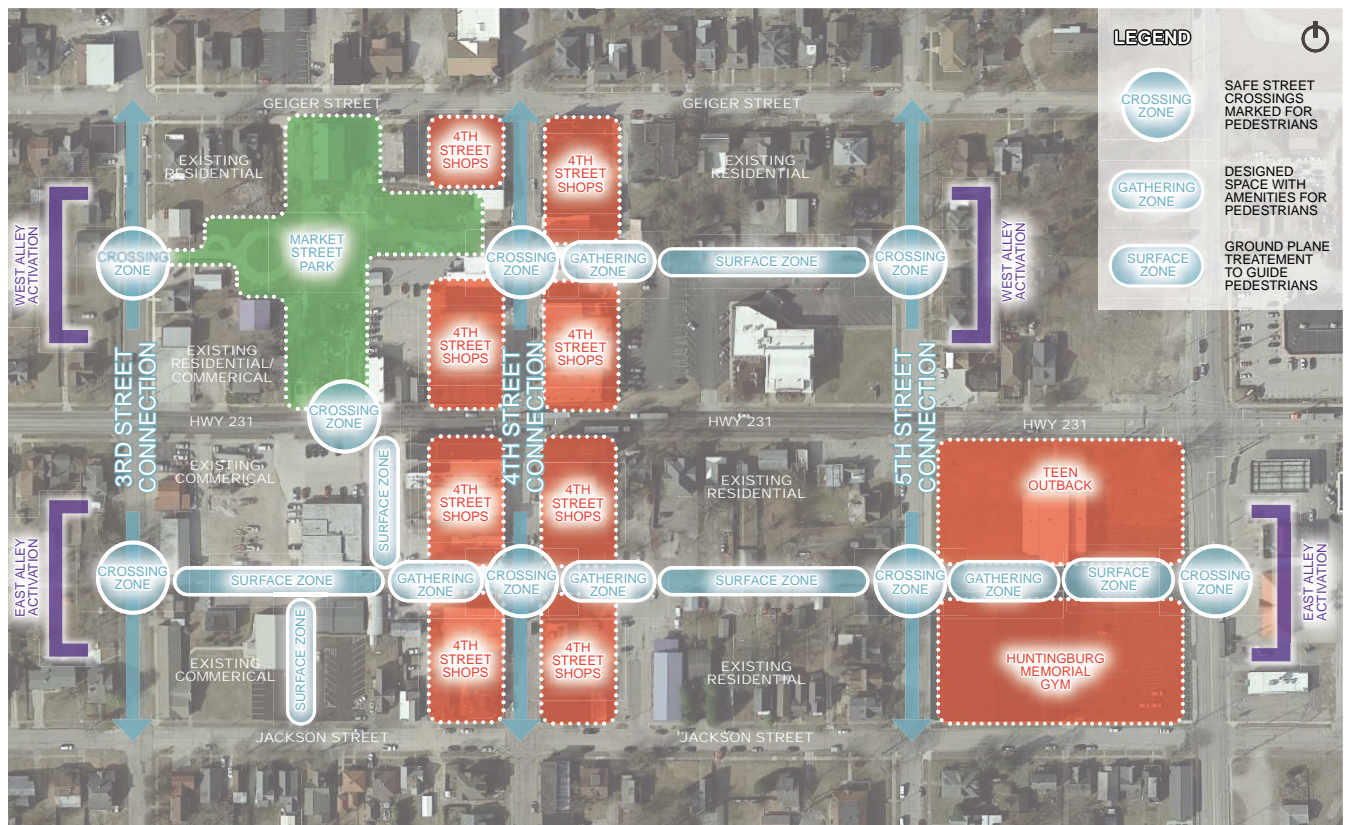 LEGEND
CROSSING
ZONE
SAFE STREET
CROSSINGS
MARKED FOR
PEDESTRIANS
GATHERING
ZONE
DESIGNED
SPACE WITH
AMENITIES FOR
PEDESTRIANS
SURFACE
ZONE
GROUND PLANE
TREATEMENT
TO GUIDE
PEDESTRIANS
GEIGER STREET
GEIGER STREET
EXISTING
RESIDENTIAL
4TH
STREET
SHOPS
4TH
STREET
SHOPS
EXISTING
RESIDENTIAL
WEST ALLEY
ACTIVATION
CROSSING
ZONE
MARKET
STREET
PARK
CROSSING
ZONE
GATHERING
ZONE
SURFACE ZONE
CROSSING
ZONE
WEST ALLEY
ACTIVATION
EXISTING
RESIDENTIAL/
COMMERICAL
4TH
STREET
SHOPS
4TH
STREET
SHOPS
3RD STREET
CONNECTION
4TH STREET
CONNECTION
5TH STREET
CONNECTION
CROSSING
ZONE
HWY 231
HWY 231
HWY 231
EXISTING
COMMERICAL
SURFACE ZONE
4TH
STREET
SHOPS
4TH
STREET
SHOPS
EXISTING
RESIDENTIAL
TEEN
OUTBACK
EAST ALLEY
ACTIVATION
CROSSING
ZONE
SURFACE ZONE
GATHERING
ZONE
CROSSING
ZONE
GATHERING
ZONE
SURFACE ZONE
CROSSING
ZONE
GATHERING
ZONE
SURFACE
ZONE
CROSSING
ZONE
EAST ALLEY
ACTIVATION
EXISTING
COMMERICAL
SURFACE ZONE
4TH
STREET
SHOPS
4TH
STREET
SHOPS
EXISTING
RESIDENTIAL
HUNTINGBURG
MEMORIAL
GYM
JACKSON STREET
JACKSON STREET